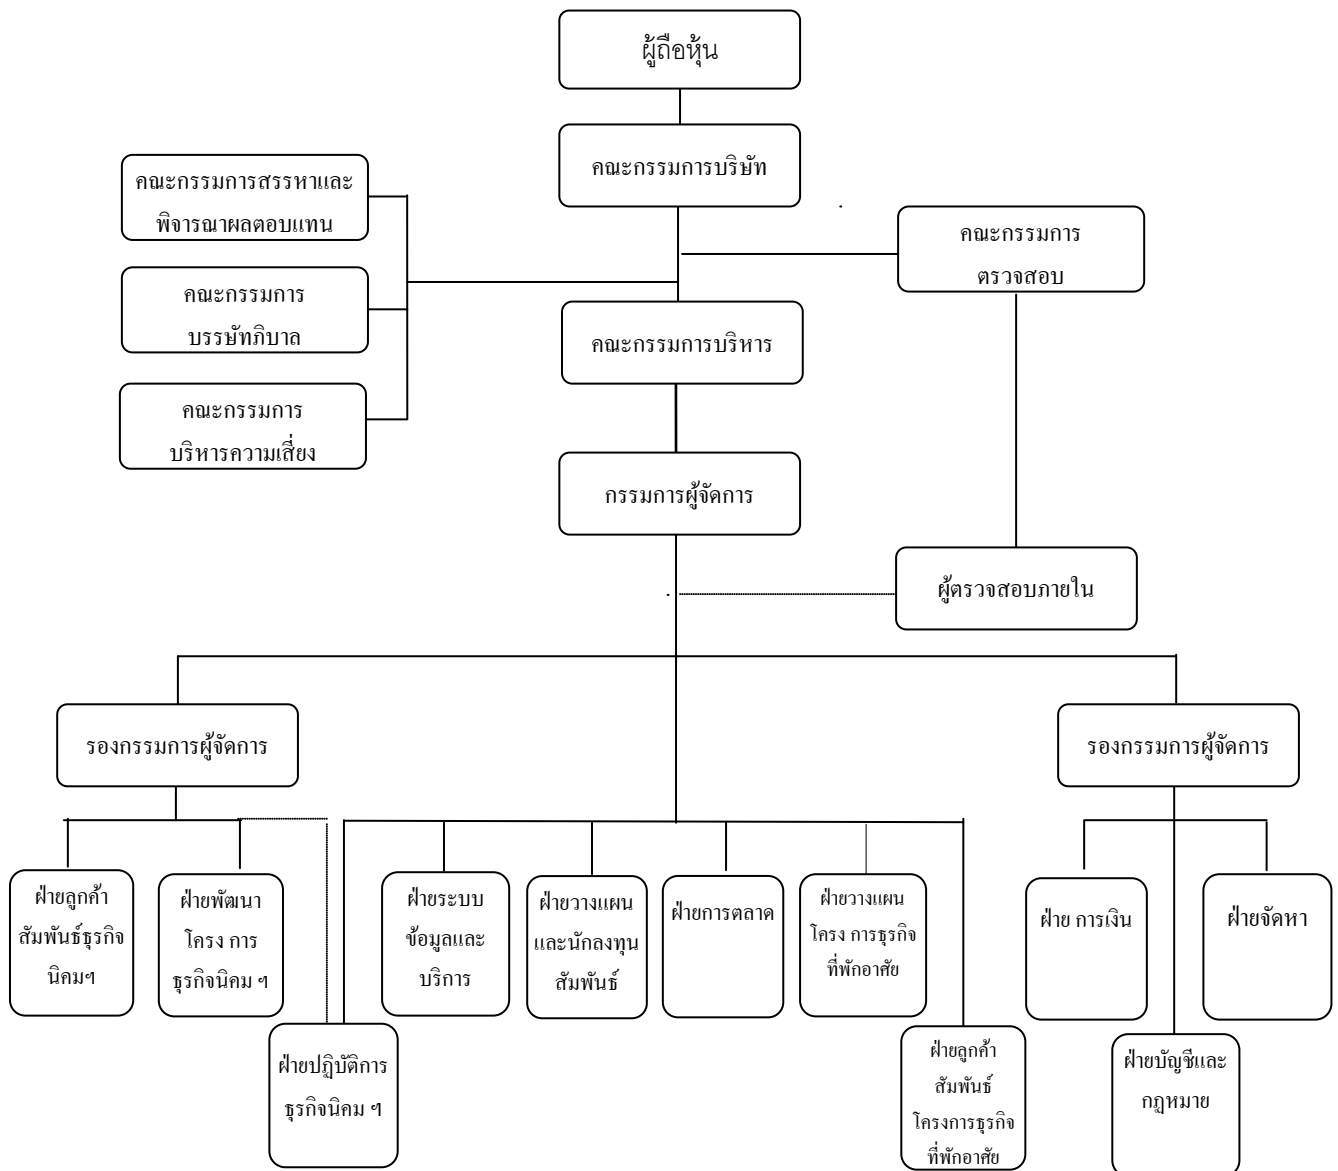 ผู้ถือหุ้น
คณะกรรมการบริษัท
คณะกรรมการสรรหาและ
พิจารณาผลตอบแทน
คณะกรรมการ
ตรวจสอบ
คณะกรรมการ
บรรษัทภิบาล
คณะกรรมการบริหาร
คณะกรรมการ
บริหารความเสี่ยง
กรรมการผู้จัดการ
ผู้ตรวจสอบภายใน
รองกรรมการผู้จัดการ
รองกรรมการผู้จัดการ
ฝ่ายลูกค้า
สัมพันธ์ธุรกิจ
นิคมฯ
ฝ่ายพัฒนา
โครง การ
ธุรกิจนิคม ฯ
ฝ่ายระบบ
ข้อมูลและ
บริการ
ฝ่ายวางแผน
และนักลงทุน
สัมพันธ์
ฝ่ายการตลาด
ฝ่ายวางแผน
โครง การธุรกิจ
ที่พักอาศัย
ฝ่าย การเงิน
ฝ่ายจัดหา
ฝ่ายปฏิบัติการ
ธุรกิจนิคม ฯ
ฝ่ายลูกค้า
สัมพันธ์
โครงการธุรกิจ
ที่พักอาศัย
ฝ่ายบัญชีและ
กฎหมาย